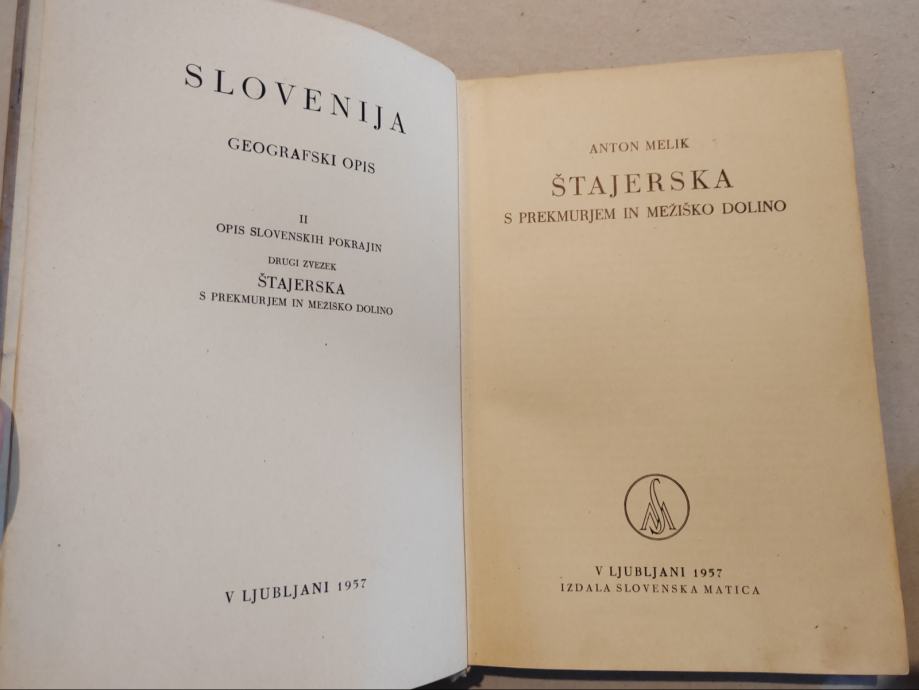 SLOVENIJA
GEOGRAFSKI OPIS
II
OPIS SLOVENSKIH POKRAJIN
DRUGI ZVEZEK
ŠTAJERSKA
S PREKMURJEM IN MEŽIŠKO DOLINO
V LJUBLJANI 1957
ANTON MELIK
ŠTAJERSKA
S PREKMURJEM IN MEŽIŠKO DOLINO
SM
V LJUBLJANI 1957
IZDALA SLOVENSKA MATICA